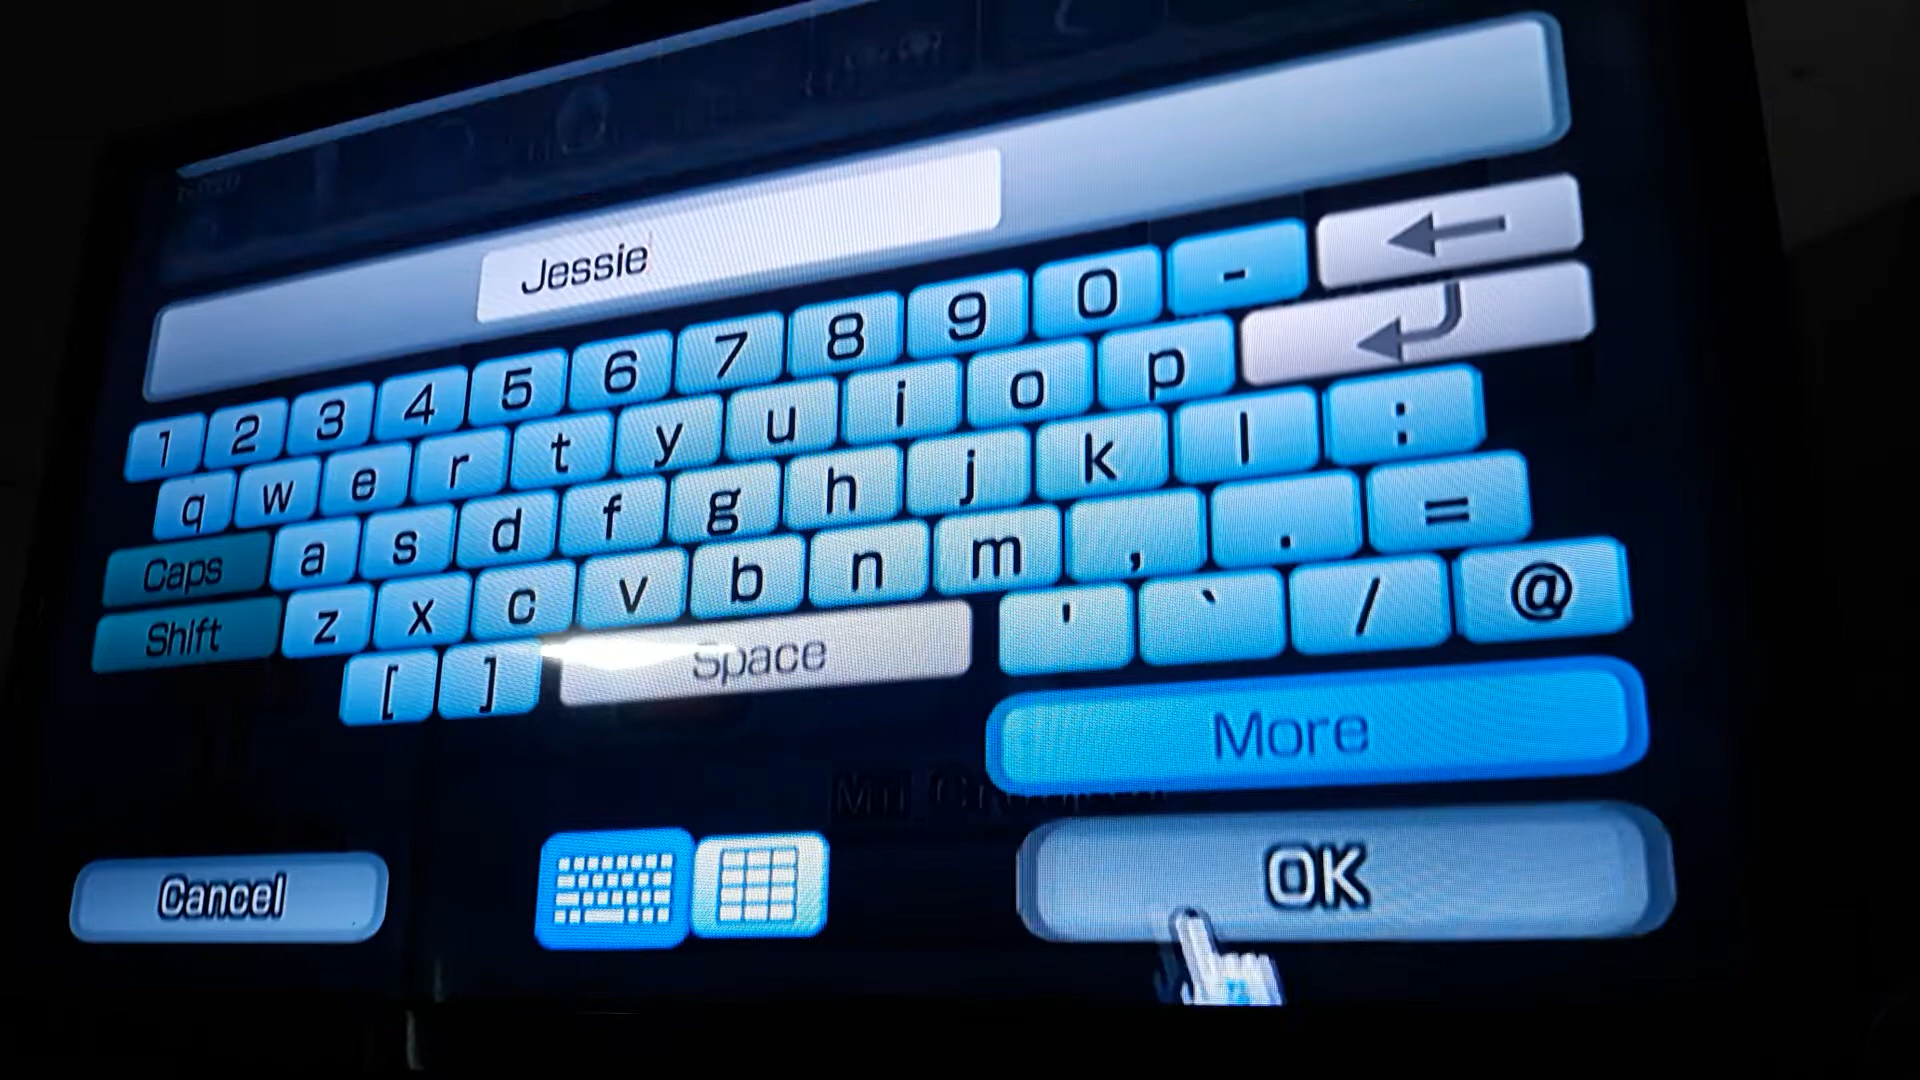 Jessie
1 2 3 4 5 6 7 8 9 0 -
q w e r t y u i o p
Caps a s d f g h j k l :
Shift z x c v b n m , . =
[ ] Space ' ` / @
More
Cancel OK